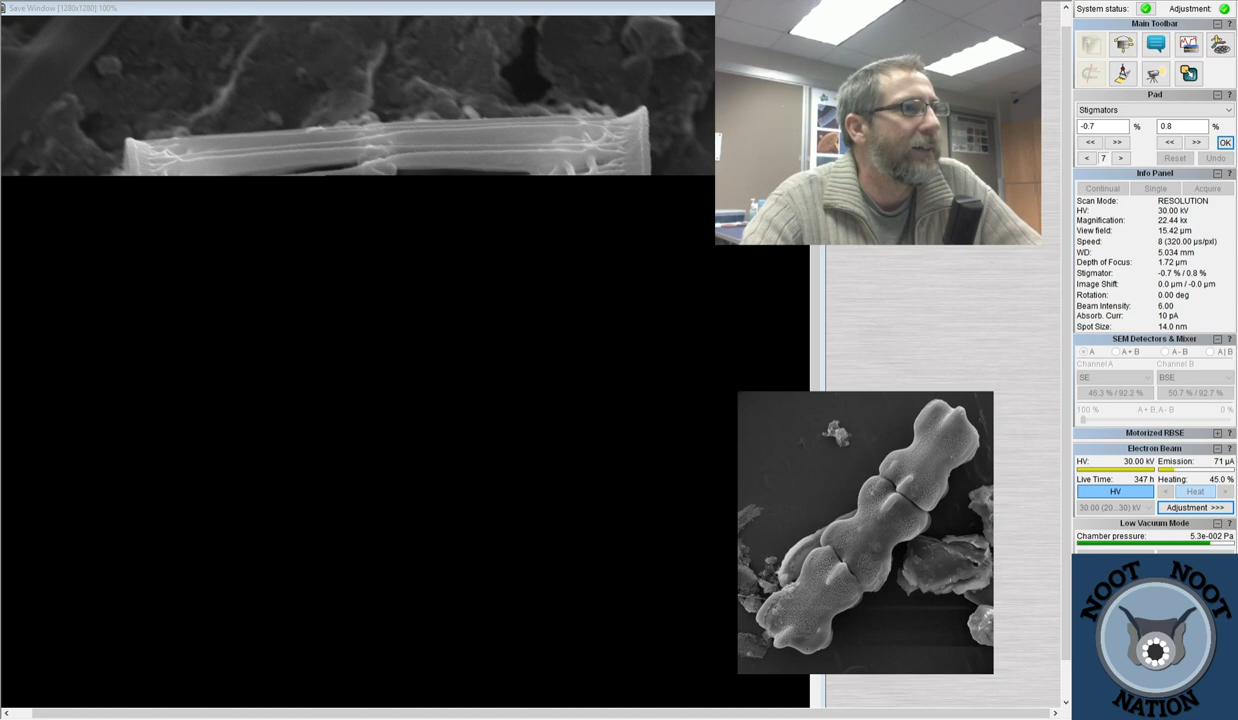 Save Window [1280x1280] 100%
System status: Adjustment:
Main Toolbar
Pad
Stigmators
-0.7 % 0.8 %
<< >> << >> OK
< 7 > Reset Undo
Info Panel
Continual Single Acquire
Scan Mode: RESOLUTION
HV: 30.00 kV
Magnification: 22.44 kx
View field: 15.42 µm
Speed: 8 (320.00 µs/pxl)
WD: 5.034 mm
Depth of Focus: 1.72 µm
Stigmator: -0.7 % / 0.8 %
Image Shift: 0.0 µm / -0.0 µm
Rotation: 0.00 deg
Beam Intensity: 6.00
Absorb. Curr: 10 pA
Spot Size: 14.0 nm
SEM Detectors & Mixer
A A + B A - B A | B
Channel A Channel B
SE BSE
46.3 % / 92.2 % 50.7 % / 92.7 %
100 % A + B, A - B 0 %
Motorized RBSE
Electron Beam
HV: 30.00 kV Emission: 71 µA
Live Time: 347 h Heating: 45.0 %
HV < Heat >
30.00 (20...30) kV Adjustment >>>
Low Vacuum Mode
Chamber pressure: 5.3e-002 Pa
NOOT NOOT
NATION